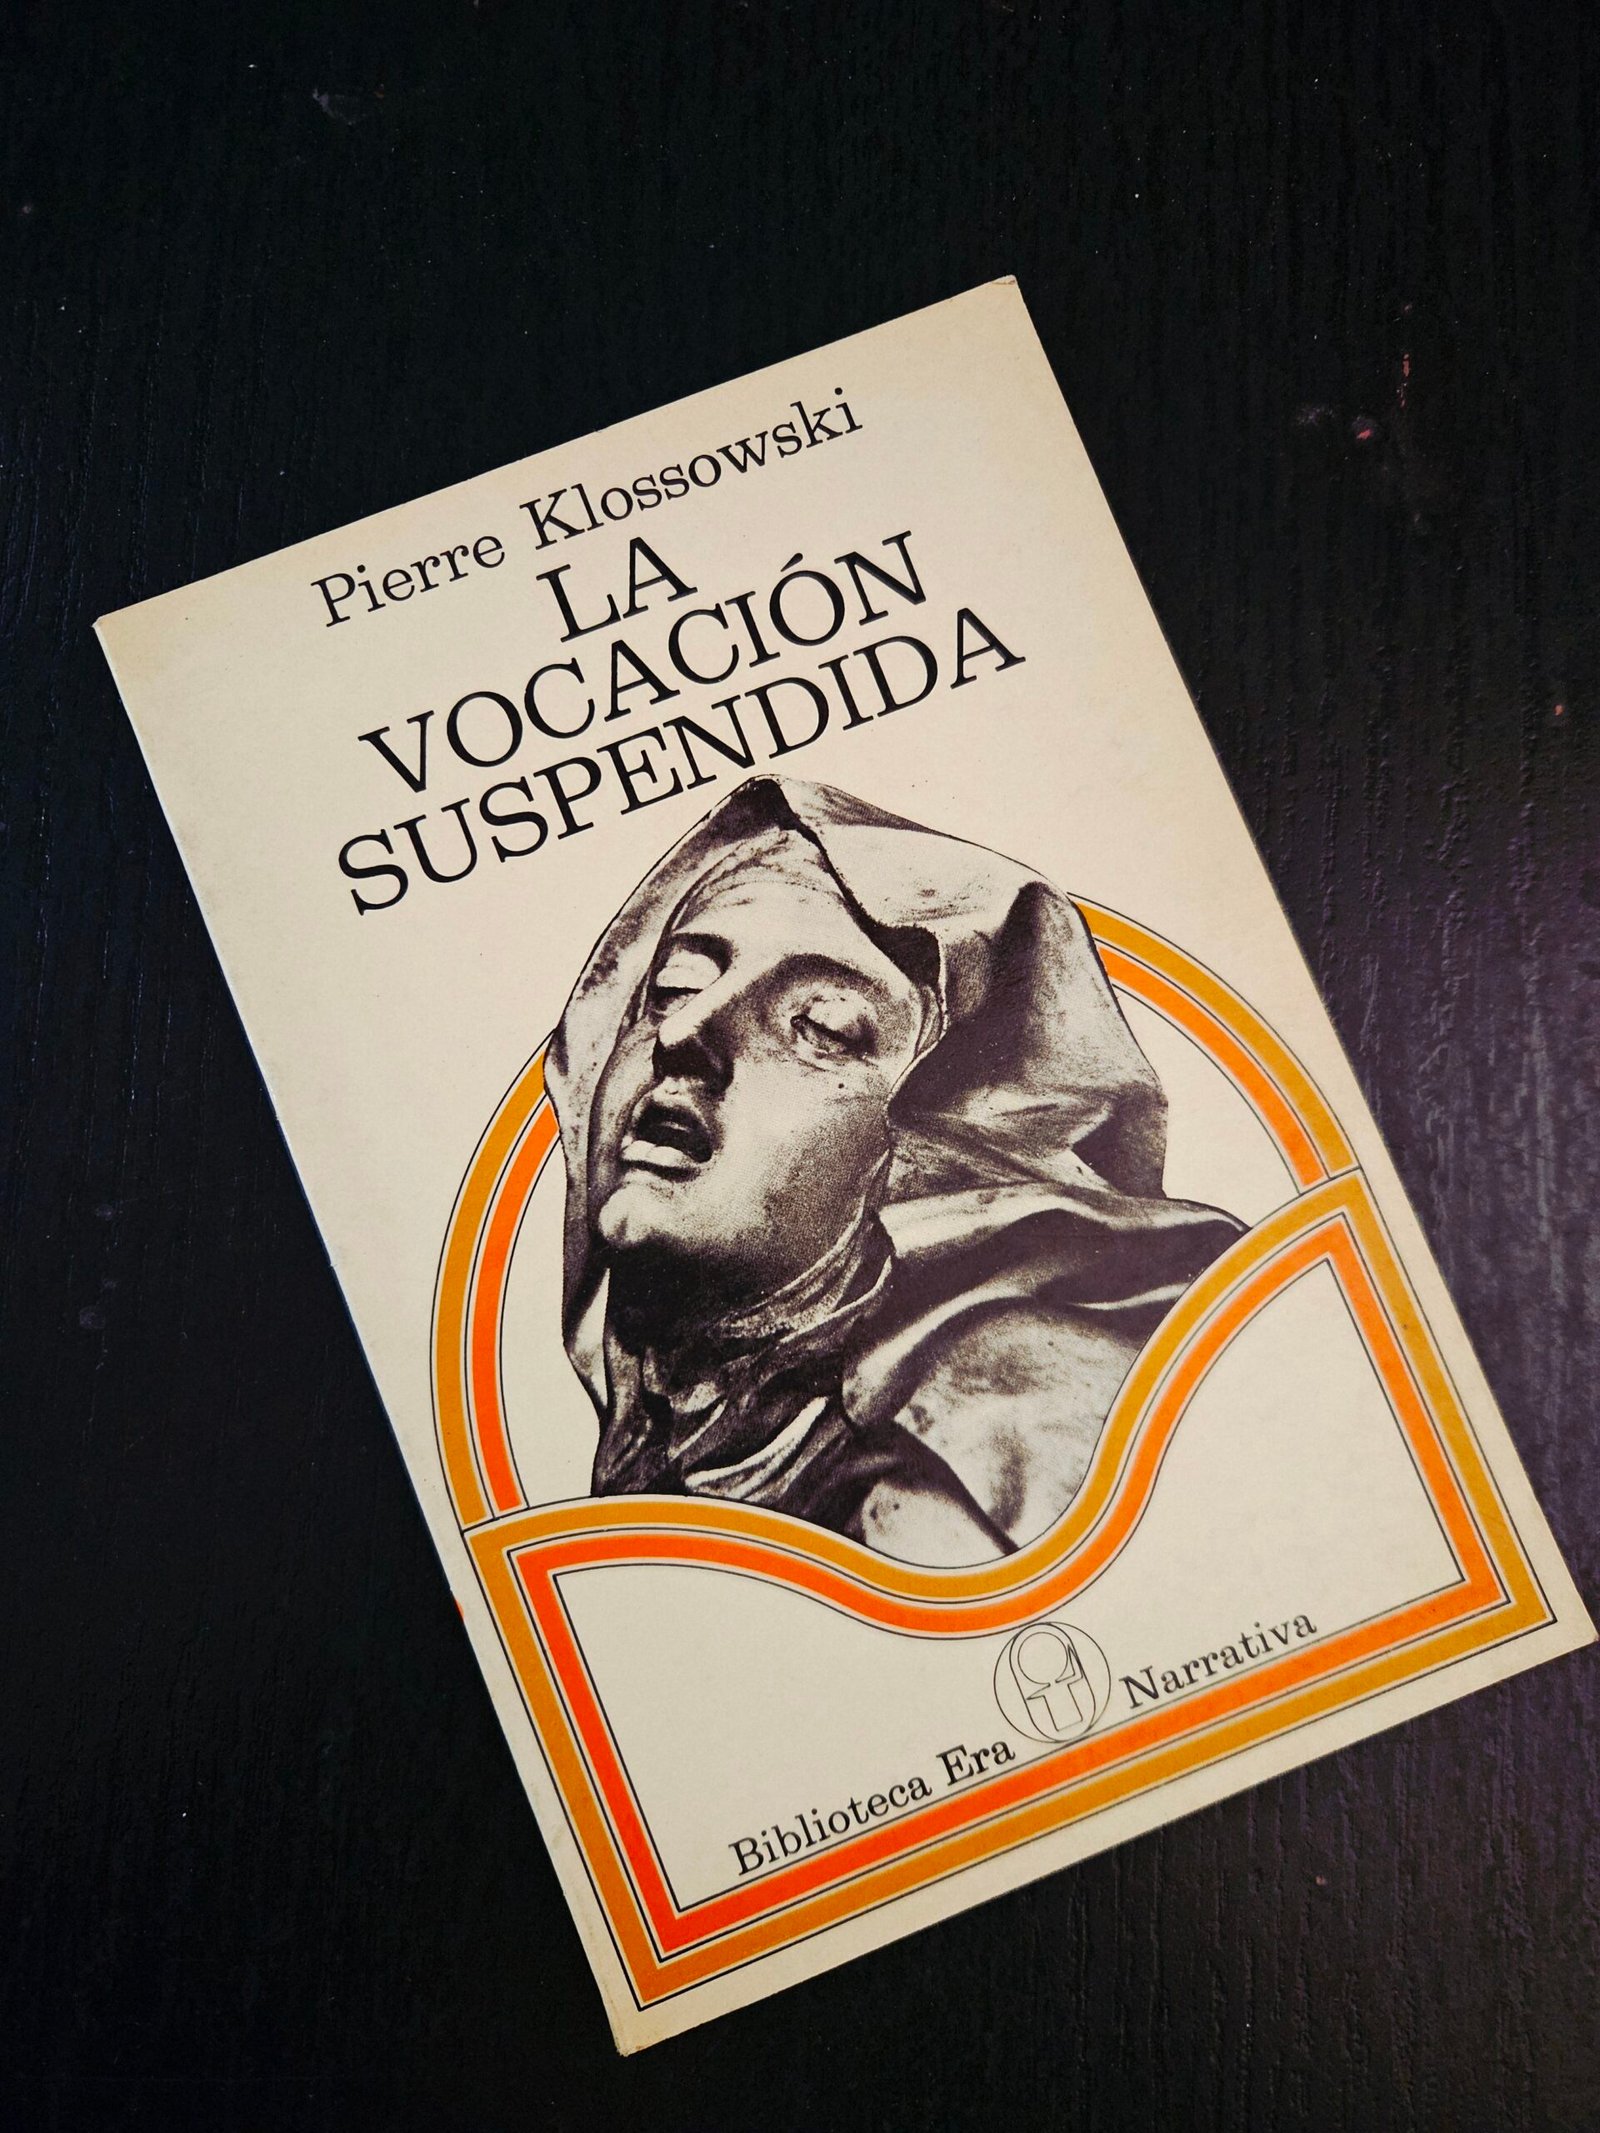 Pierre Klossowski
LA
VOCACIÓN
SUSPENDIDA
Biblioteca Era Narrativa